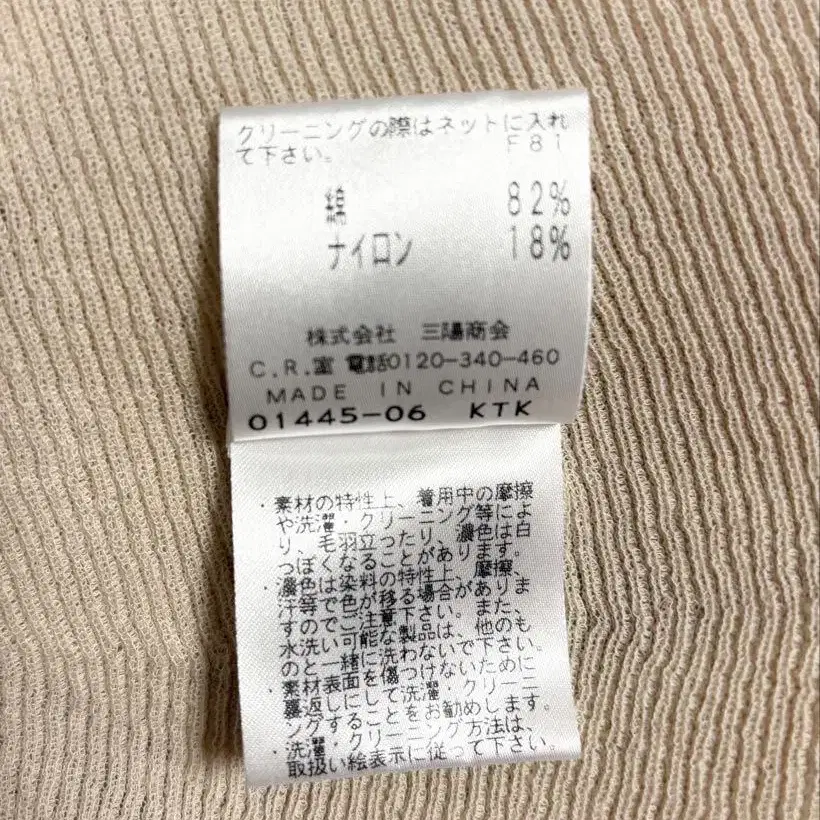 クリーニングの際はネットに入れ
て下さい。 F81
綿 82%
ナイロン 18%
株式会社 三陽商会
C.R.室 電話0120-340-460
MADE IN CHINA
01445-06 KTK
・素材の特性上、着用中の摩擦
や洗濯・クリーニング等によ
り、毛羽立ったり、濃色は白
っぽくなることがあります。
・濃色は染料の特性上、摩擦、
汗等で色が移る場合がありま
すのでご注意下さい。また、
水洗い可能な製品は、他のも
のと一緒に洗わないで下さい。
・素材表面を傷つけないために
裏返しにして洗濯・クリーニ
ングすることをお勧めします。
・洗濯・クリーニング方法は、
取扱い絵表示に従って下さい。